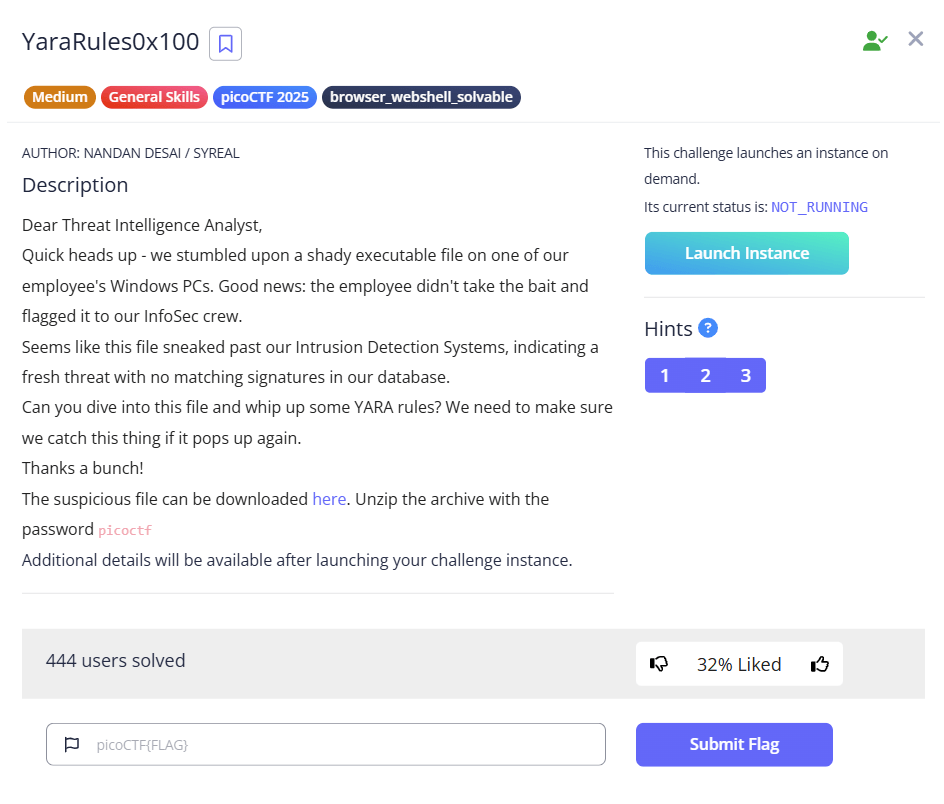 YaraRules0x100
Medium General Skills picoCTF 2025 browser_webshell_solvable
AUTHOR: NANDAN DESAI / SYREAL
Description
Dear Threat Intelligence Analyst,
Quick heads up - we stumbled upon a shady executable file on one of our
employee's Windows PCs. Good news: the employee didn't take the bait and
flagged it to our InfoSec crew.
Seems like this file sneaked past our Intrusion Detection Systems, indicating a
fresh threat with no matching signatures in our database.
Can you dive into this file and whip up some YARA rules? We need to make sure
we catch this thing if it pops up again.
Thanks a bunch!
The suspicious file can be downloaded here. Unzip the archive with the
password picoctf
Additional details will be available after launching your challenge instance.
This challenge launches an instance on
demand.
Its current status is: NOT_RUNNING
Launch Instance
Hints ?
1 2 3
444 users solved
32% Liked
picoCTF{FLAG}
Submit Flag